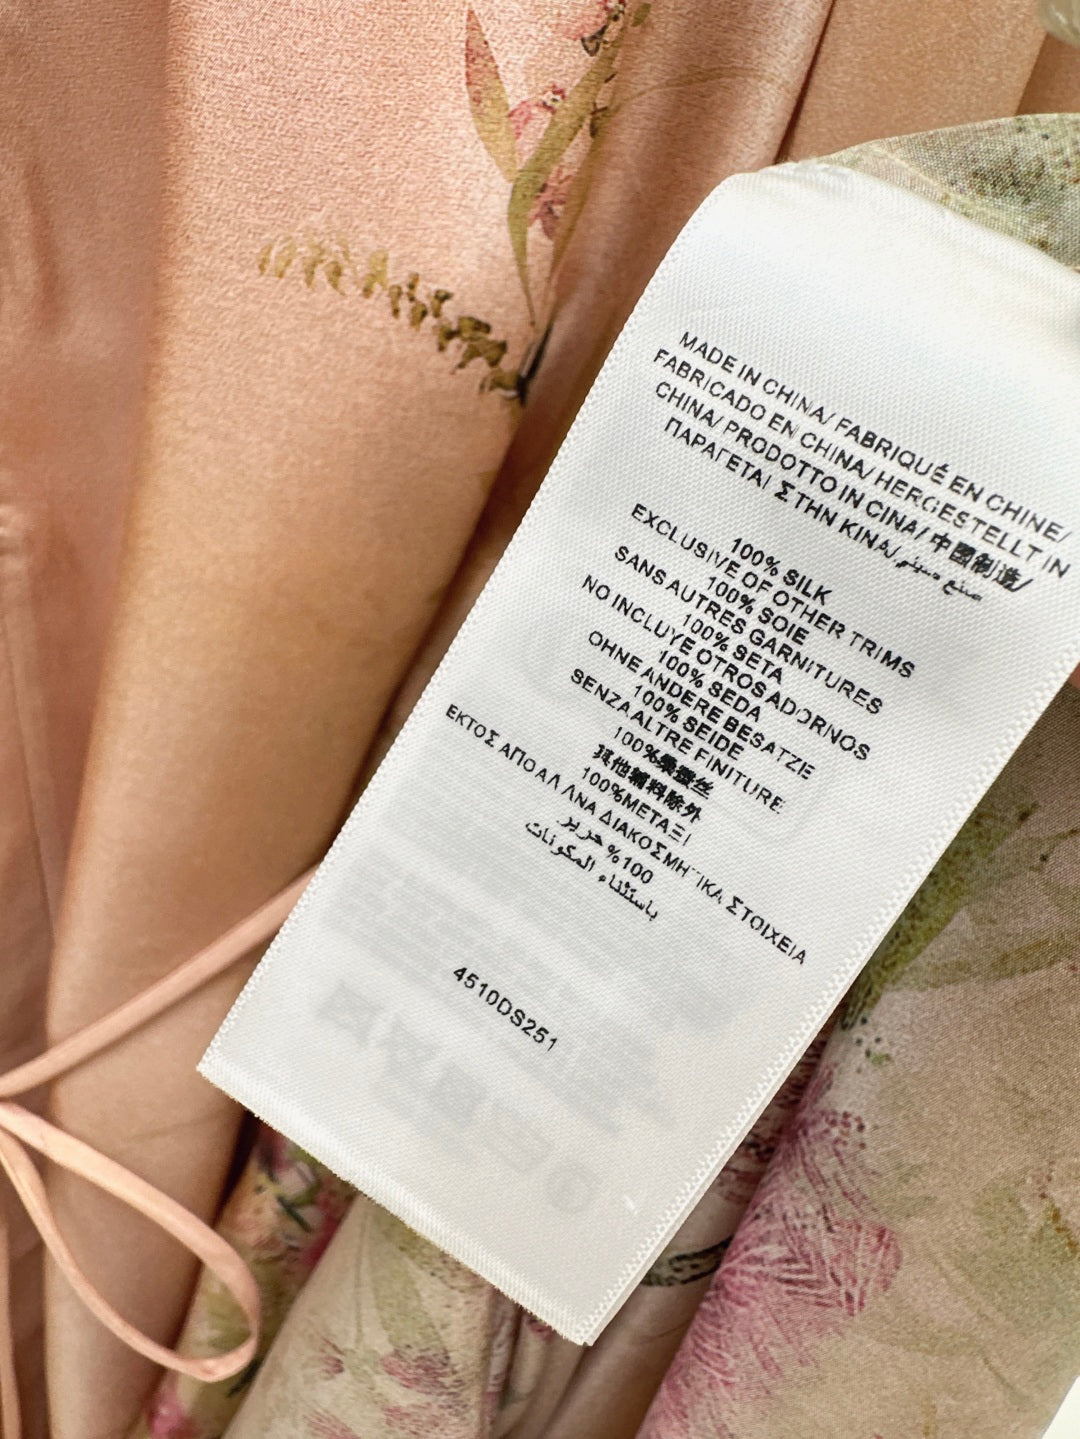 MADE IN CHINA/ FABRIQUÉ EN CHINE/
FABRICADO EN CHINA/ HERGESTELLT IN
CHINA/ PRODOTTO IN CINA/ 中國制造/
ΠΑΡΑΓΕΤΑΙ ΣΤΗΝ ΚΙΝΑ/ صنع في الصين
100% SILK
EXCLUSIVE OF OTHER TRIMS
100% SOIE
SANS AUTRES GARNITURES
100% SETA
NO INCLUYE OTROS ADORNOS
100% SEDA
OHNE ANDERE BESATZE
100% SEIDE
SENZA ALTRE FINITURE
100%桑蚕丝
其他辅料除外
100%ΜΕΤΑΞΙ
ΕΚΤΟΣ ΑΠΟ ΑΛΛΝΑ ΔΙΑΚΟΣΜΗΤΙΚΑ ΣΤΟΙΧΕΙΑ
100% حرير
باستثناء المكونات
4510DS251